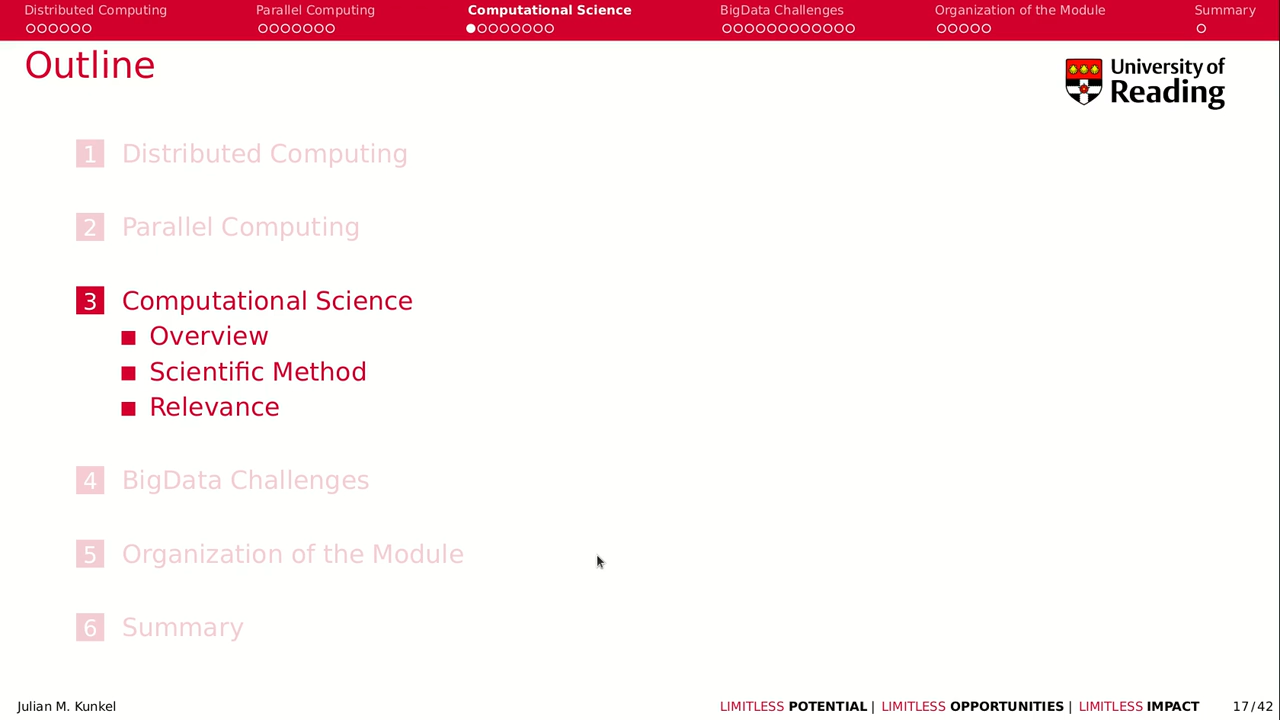 Distributed Computing Parallel Computing Computational Science BigData Challenges Organization of the Module Summary
Outline
University of
Reading
1 Distributed Computing
2 Parallel Computing
3 Computational Science
Overview
Scientific Method
Relevance
4 BigData Challenges
5 Organization of the Module
6 Summary
Julian M. Kunkel LIMITLESS POTENTIAL | LIMITLESS OPPORTUNITIES | LIMITLESS IMPACT 17/42